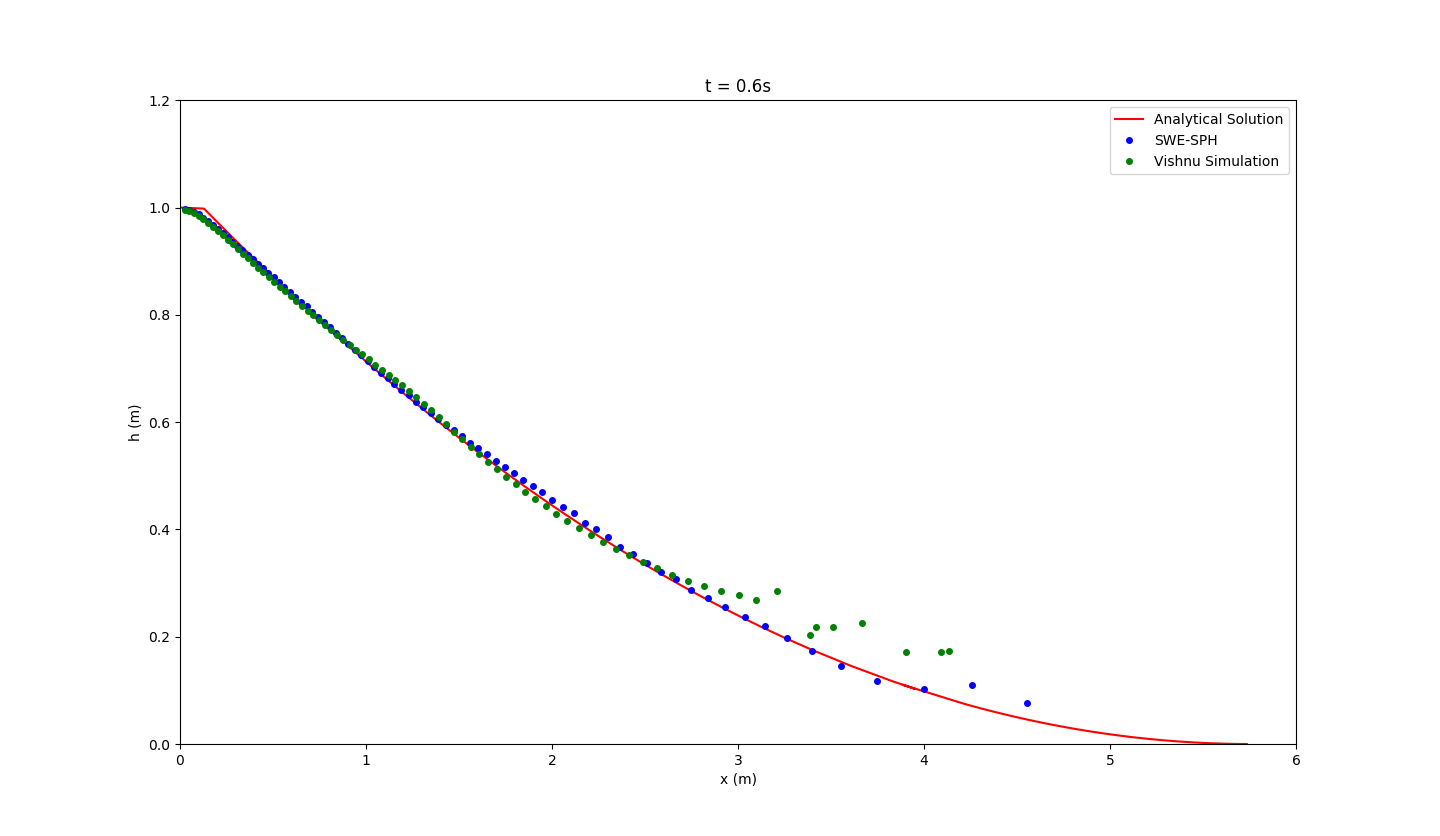 t = 0.6s
1.2
1.0
0.8
0.6
0.4
0.2
0.0
h (m)
Analytical Solution
SWE-SPH
Vishnu Simulation
0 1 2 3 4 5 6
x (m)